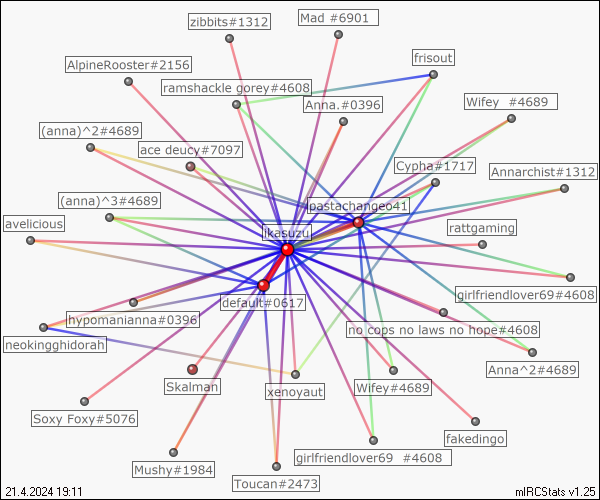 zibbits#1312
Mad #6901
AlpineRooster#2156
frisout
ramshackle gorey#4608
Anna.#0396
Wifey #4689
(anna)^2#4689
ace deucy#7097
Cypha#1717
Annarchist#1312
(anna)^3#4689
lpastachangeo41
avelicious
jkasuzu
rattgaming
default#0617
girlfriendlover69#4608
hypomanianna#0396
no cops no laws no hope#4608
neokingghidorah
Anna^2#4689
Skalman
xenoyaut
Wifey#4689
Soxy Foxy#5076
fakedingo
Mushy#1984
girlfriendlover69 #4608
Toucan#2473
21.4.2024 19:11
mIRCStats v1.25